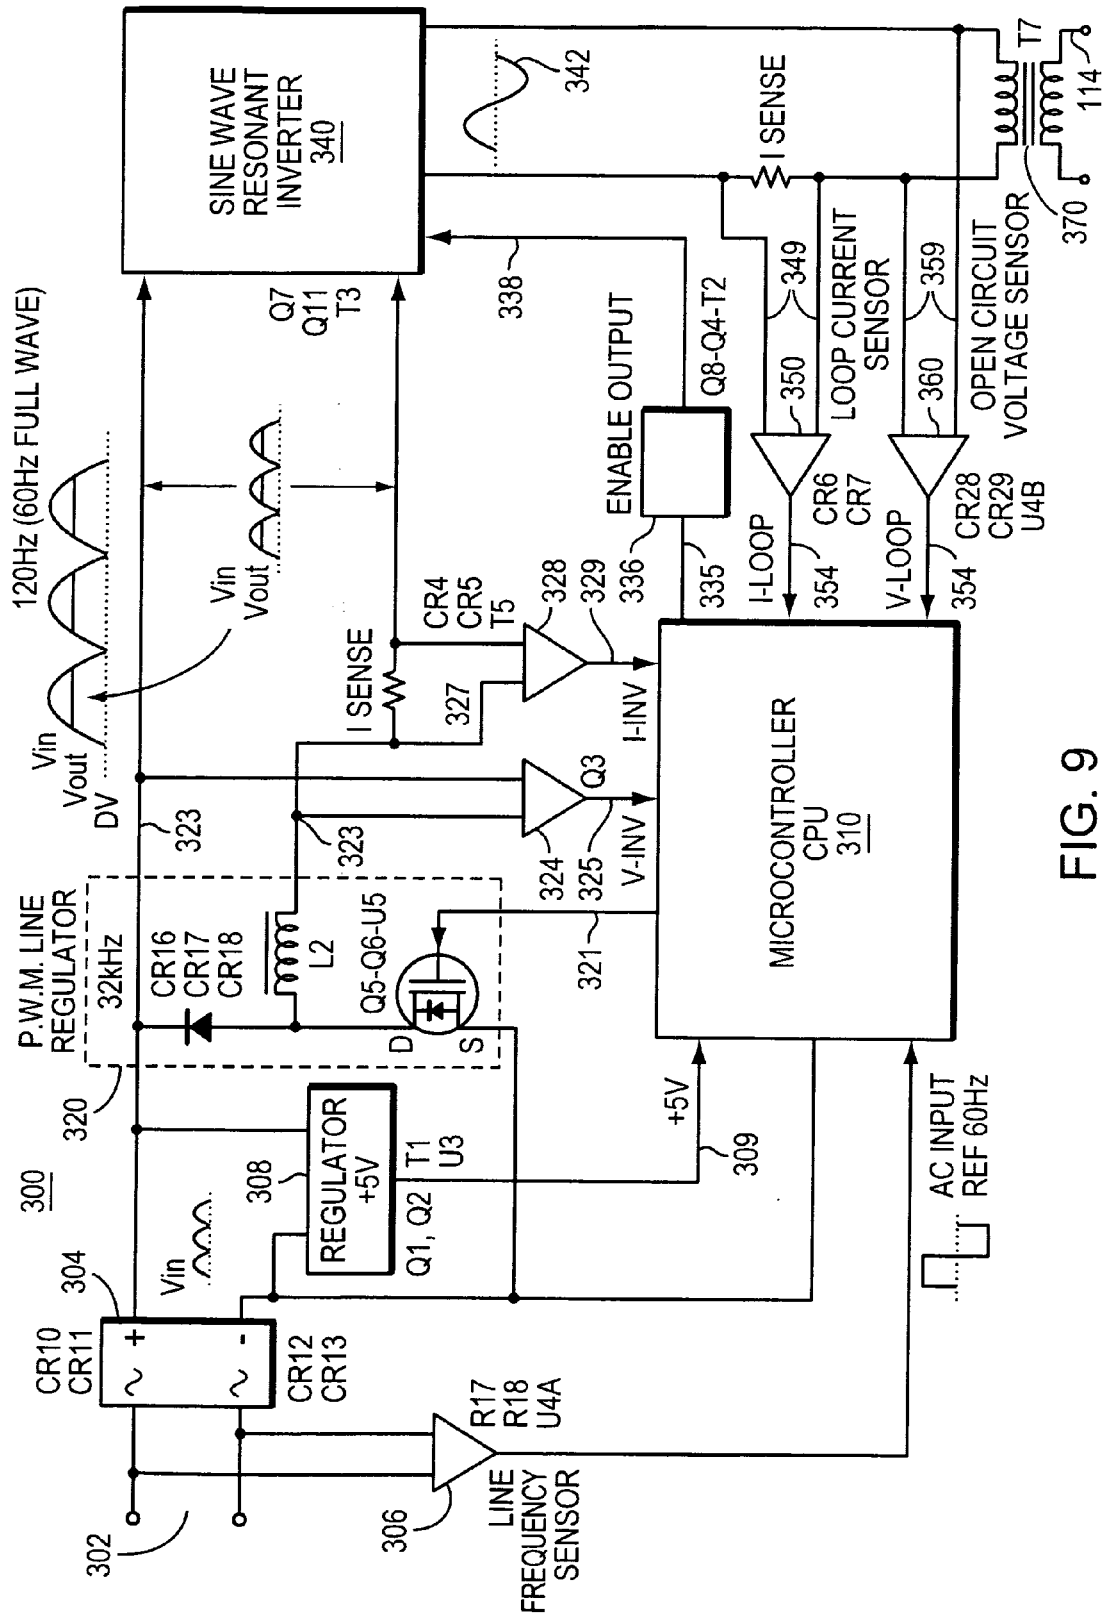 300
302
CR10
CR11
304
+
-
CR12
CR13
Vin
306
LINE
FREQUENCY
SENSOR
R17
R18
U4A
AC INPUT
REF 60Hz
308
REGULATOR
+5V
Q1, Q2
T1
U3
+5V
309
320
P.W.M. LINE
REGULATOR
32kHz
CR16
CR17
CR18
L2
Q5-Q6-U5
D
S
321
323
323
Vin
Vout
DV
120Hz (60Hz FULL WAVE)
Vin
Vout
324
Q3
325
V-INV
I SENSE
327
CR4
CR5
T5
328
329
I-INV
MICROCONTROLLER
CPU
310
335
336
ENABLE OUTPUT
Q8-Q4-T2
338
Q7
Q11
T3
SINE WAVE
RESONANT
INVERTER
340
342
I SENSE
349
350
LOOP CURRENT
SENSOR
CR6
CR7
I-LOOP
354
359
360
OPEN CIRCUIT
VOLTAGE SENSOR
CR28
CR29
U4B
V-LOOP
354
370
T7
114
FIG. 9